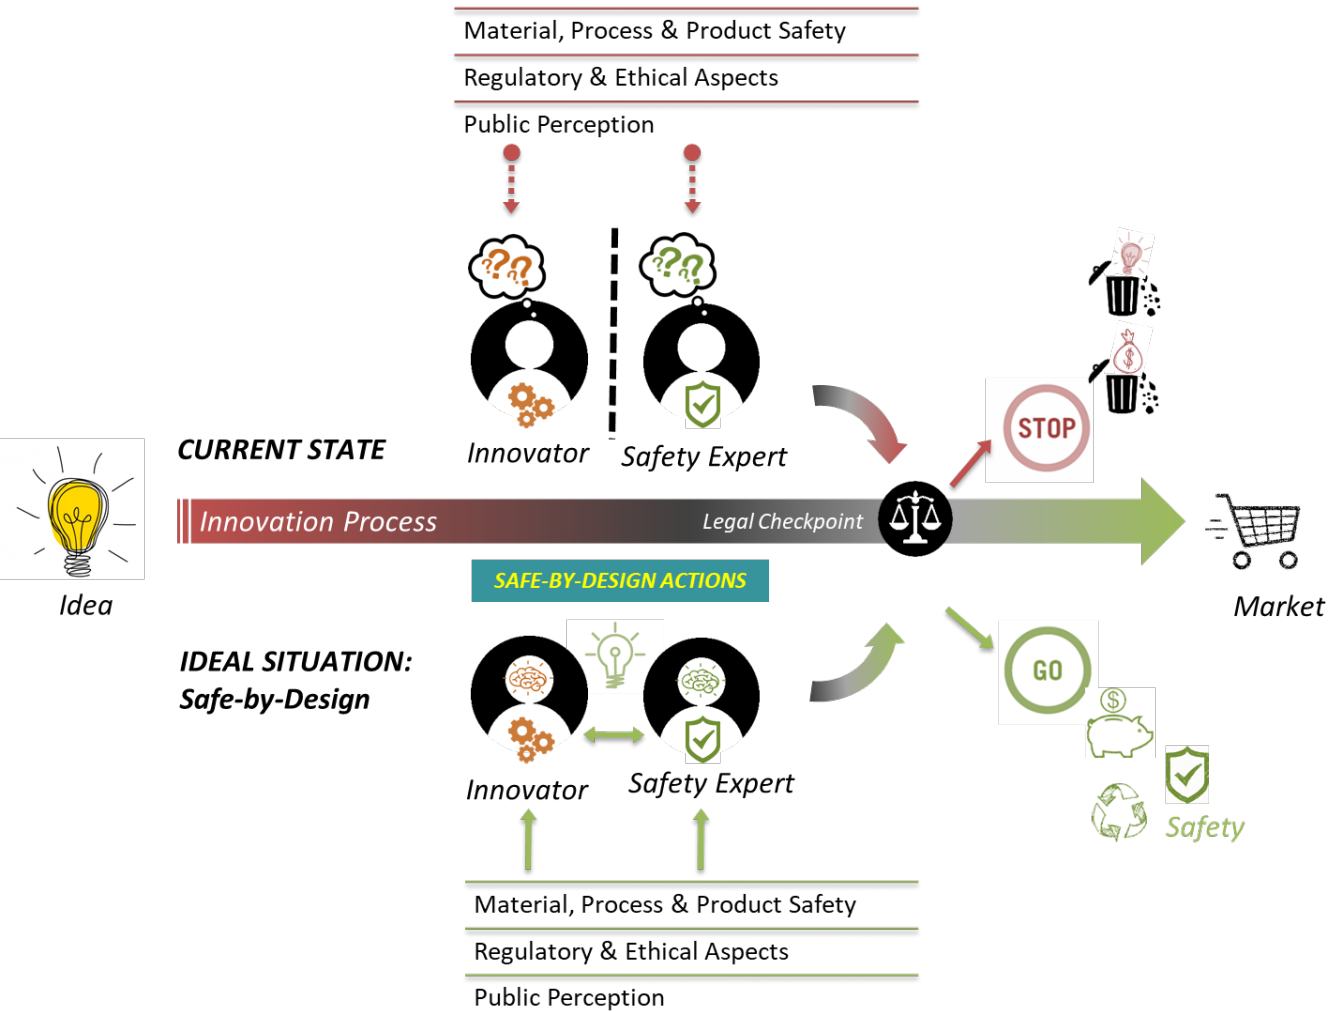 Material, Process & Product Safety
Regulatory & Ethical Aspects
Public Perception
??
??
??
??
$
STOP
CURRENT STATE
Innovator
Safety Expert
Innovation Process
Legal Checkpoint
Idea
Market
SAFE-BY-DESIGN ACTIONS
IDEAL SITUATION:
Safe-by-Design
GO
$
Innovator
Safety Expert
Safety
Material, Process & Product Safety
Regulatory & Ethical Aspects
Public Perception